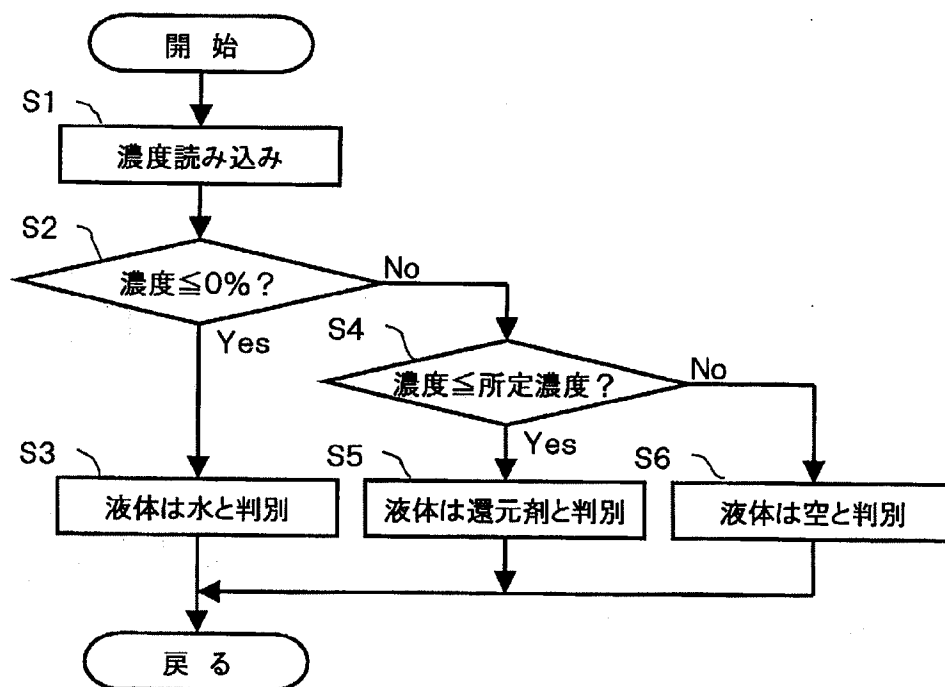 開 始
S1
濃度読み込み
S2
濃度≦0%?
No
Yes
S4
濃度≦所定濃度?
No
Yes
S3
液体は水と判別
S5
液体は還元剤と判別
S6
液体は空と判別
戻 る